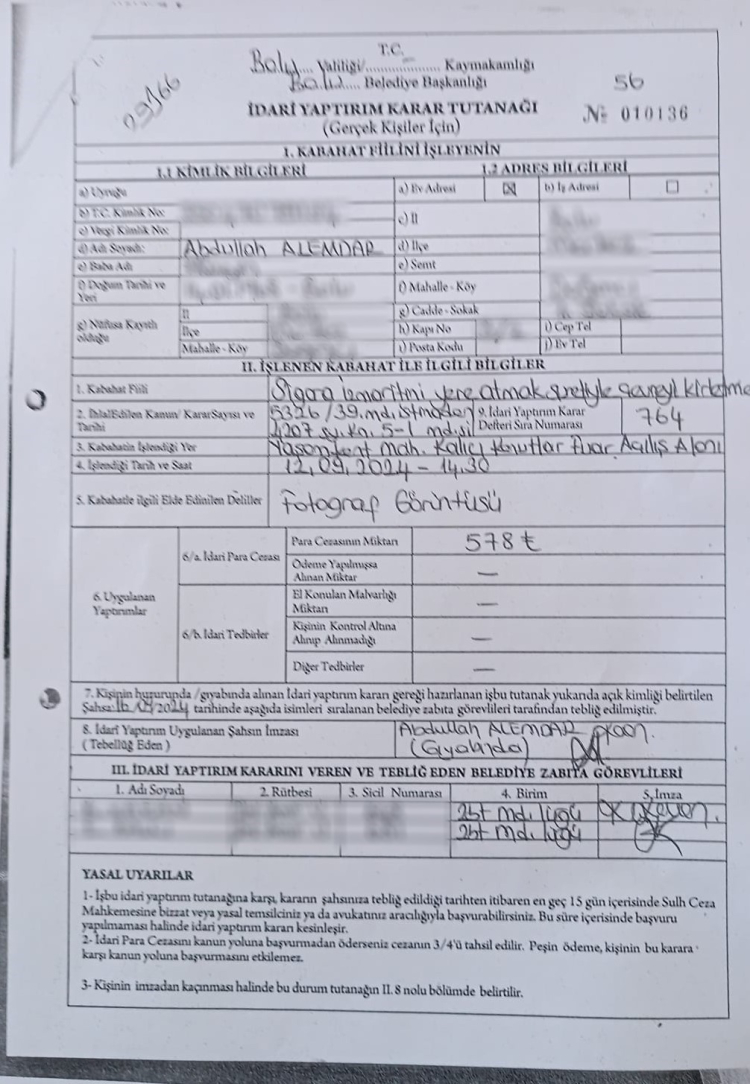 T.C.
Bolu.... Valiliği/.................... Kaymakamlığı
Bolu..... Belediye Başkanlığı
09/66
56
İDARİ YAPTIRIM KARAR TUTANAĞI
№ 010136
(Gerçek Kişiler İçin)
I. KABAHAT FİİLİNİ İŞLEYENİN
1.1 KİMLİK BİLGİLERİ
1.2 ADRES BİLGİLERİ
a) Uyruğu
a) Ev Adresi ☒
b) İş Adresi ☐
b) T.C. Kimlik No:
c) İl
c) Vergi Kimlik No:
d) Adı Soyadı: Abdullah ALEMDAR
d) İlçe
e) Baba Adı
e) Semt
f) Doğum Tarihi ve Yeri
f) Mahalle - Köy
g) Nüfusa Kayıtlı olduğu
İl
g) Cadde - Sokak
İlçe
h) Kapı No
i) Cep Tel
Mahalle - Köy
ı) Posta Kodu
j) Ev Tel
II. İŞLENEN KABAHAT İLE İLGİLİ BİLGİLER
1. Kabahat Fiili
Sigara izmaritini yere atmak suretiyle çevreyi kirletme
2. İhlal Edilen Kanun/ Karar Sayısı ve Tarihi
5326/39.md. istinaden
4207 sy. kn. 5-1 md.si
9. İdari Yaptırım Karar Defteri Sıra Numarası
764
3. Kabahatin İşlendiği Yer
Yaşamkent Mah. Kalıcı Konutlar Fuar Açılış Alanı
4. İşlendiği Tarih ve Saat
12.09.2024 - 14.30
5. Kabahatle ilgili Elde Edinilen Deliller
Fotograf Görüntüsü
6. Uygulanan Yaptırımlar
6/a. İdari Para Cezası
Para Cezasının Miktarı
578 ₺
Ödeme Yapılmışsa Alınan Miktar
—
6/b. İdari Tedbirler
El Konulan Malvarlığı Miktarı
—
Kişinin Kontrol Altına Alınıp Alınmadığı
—
Diğer Tedbirler
—
7. Kişinin huzurunda /gıyabında alınan İdari yaptırım kararı gereği hazırlanan işbu tutanak yukarıda açık kimliği belirtilen
Şahsa:16/09/2024 tarihinde aşağıda isimleri sıralanan belediye zabıta görevlileri tarafından tebliğ edilmiştir.
8. İdari Yaptırım Uygulanan Şahsın İmzası
( Tebellüğ Eden )
Abdullah ALEMDAR
(Gıyabında)
III. İDARİ YAPTIRIM KARARINI VEREN VE TEBLİĞ EDEN BELEDİYE ZABITA GÖREVLİLERİ
1. Adı Soyadı
2. Rütbesi
3. Sicil Numarası
4. Birim
5. İmza
Zbt Md. lüğü
Zbt Md. lüğü
YASAL UYARILAR
1- İşbu idari yaptırım tutanağına karşı, kararın şahsınıza tebliğ edildiği tarihten itibaren en geç 15 gün içerisinde Sulh Ceza
Mahkemesine bizzat veya yasal temsilciniz ya da avukatınız aracılığıyla başvurabilirsiniz. Bu süre içerisinde başvuru
yapılmaması halinde idari yaptırım kararı kesinleşir.
2- İdari Para Cezasını kanun yoluna başvurmadan öderseniz cezanın 3/4'ü tahsil edilir. Peşin ödeme, kişinin bu karara
karşı kanun yoluna başvurmasını etkilemez.
3- Kişinin imzadan kaçınması halinde bu durum tutanağın II. 8 nolu bölümde belirtilir.